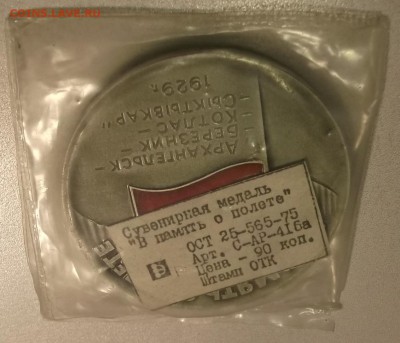 АРХАНГЕЛЬСК –
БЕРЕЗНИК –
– КОТЛАС –
– СЫКТЫВКАР"
1929г.
Сувенирная медаль
"В память о полете"
ОСТ 25-565-75
Арт. С-АР-416а
Цена – 90 коп.
Штамп ОТК